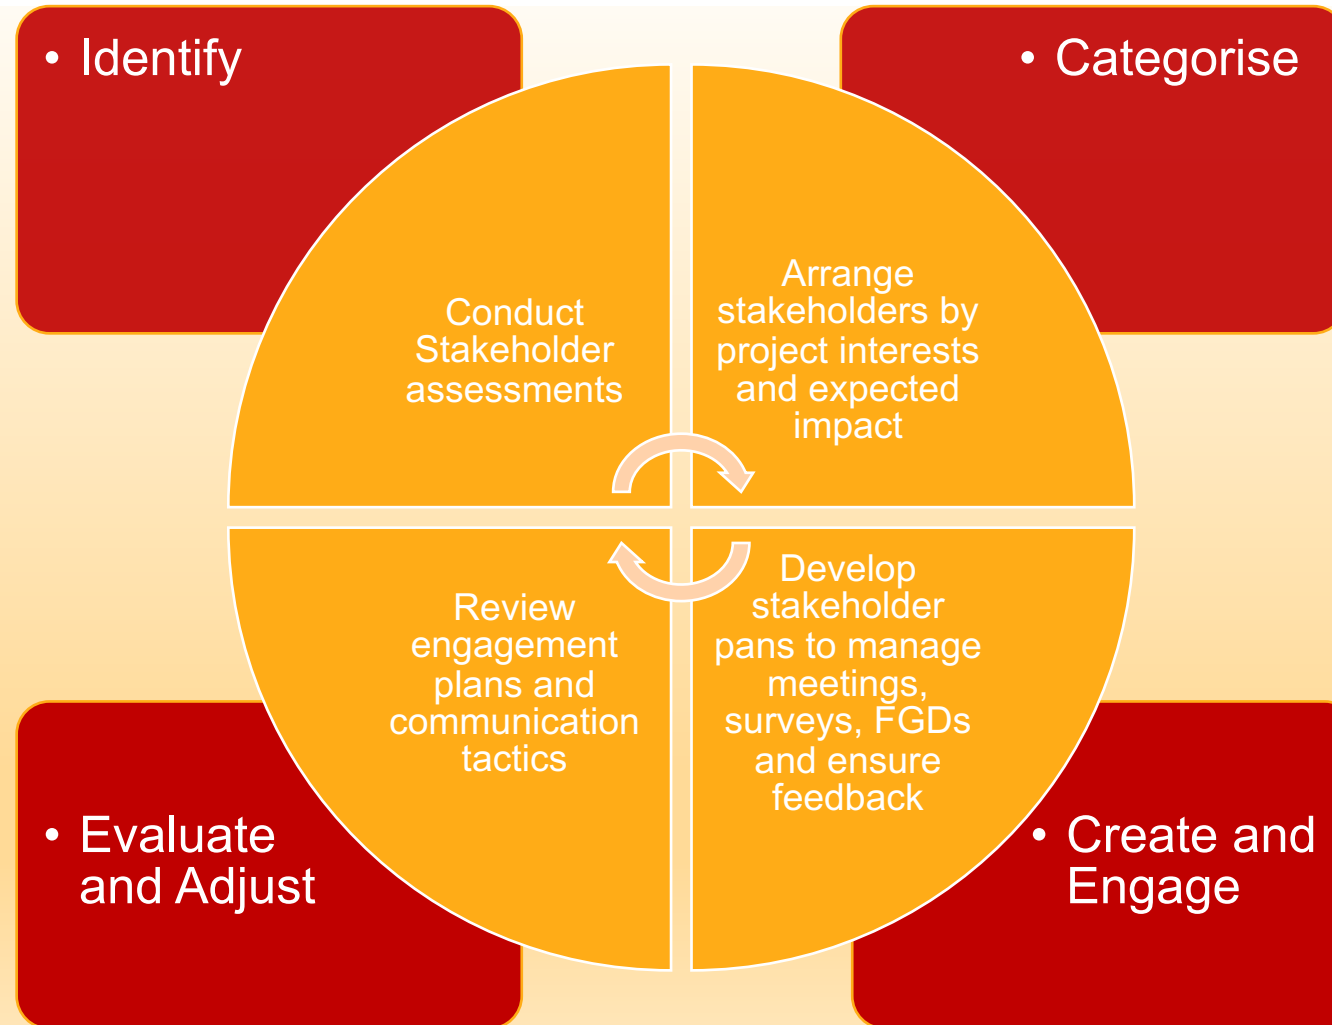 • Identify
• Categorise
Conduct
Stakeholder
assessments
Arrange
stakeholders by
project interests
and expected
impact
Review
engagement
plans and
communication
tactics
Develop
stakeholder
pans to manage
meetings,
surveys, FGDs
and ensure
feedback
• Evaluate
and Adjust
• Create and
Engage